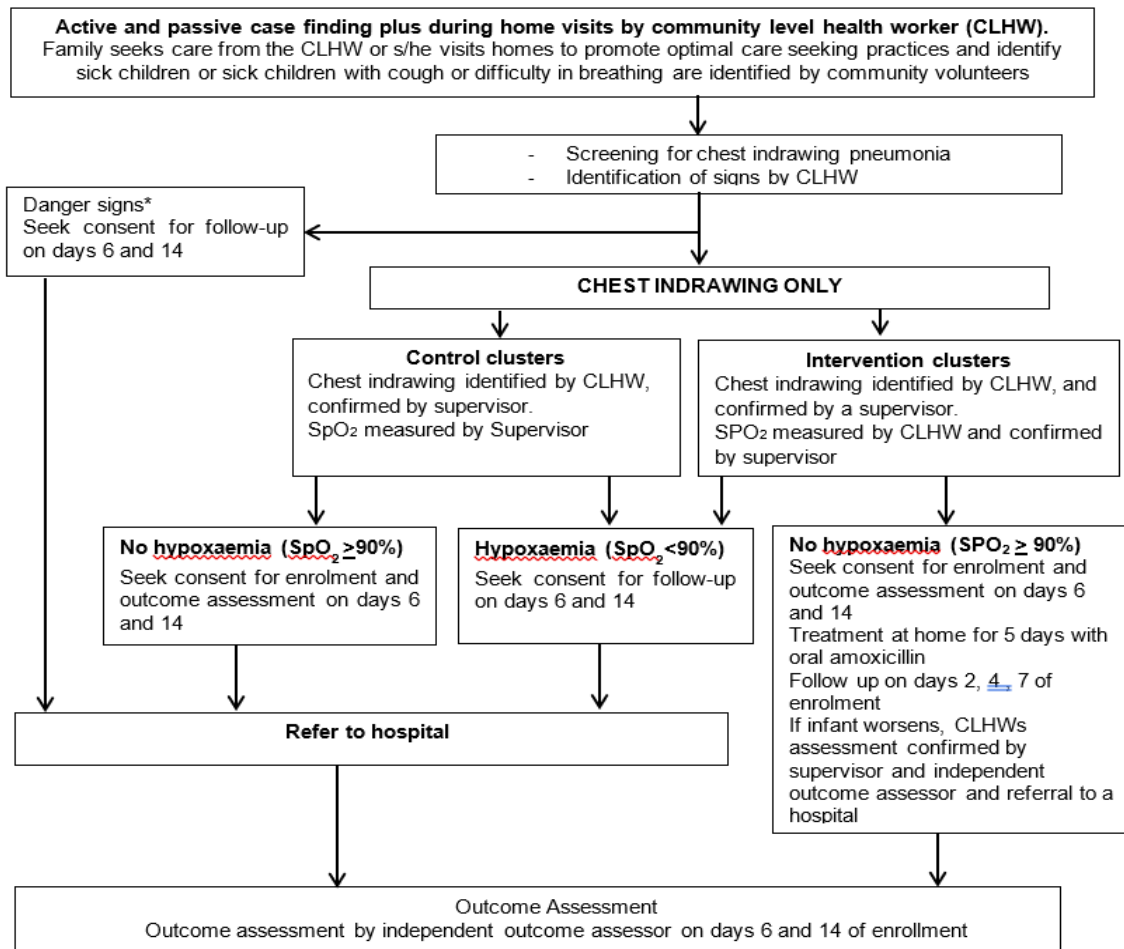 Active and passive case finding plus during home visits by community level health worker (CLHW).
Family seeks care from the CLHW or s/he visits homes to promote optimal care seeking practices and identify
sick children or sick children with cough or difficulty in breathing are identified by community volunteers
- Screening for chest indrawing pneumonia
- Identification of signs by CLHW
Danger signs*
Seek consent for follow-up
on days 6 and 14
CHEST INDRAWING ONLY
Control clusters
Chest indrawing identified by CLHW,
confirmed by supervisor.
SpO₂ measured by Supervisor
Intervention clusters
Chest indrawing identified by CLHW, and
confirmed by a supervisor.
SPO₂ measured by CLHW and confirmed
by supervisor
No hypoxaemia (SpO₂ ≥90%)
Seek consent for enrolment and
outcome assessment on days 6
and 14
Hypoxaemia (SpO₂<90%)
Seek consent for follow-up
on days 6 and 14
No hypoxaemia (SPO₂ ≥ 90%)
Seek consent for enrolment and
outcome assessment on days 6
and 14
Treatment at home for 5 days with
oral amoxicillin
Follow up on days 2, 4 , 7 of
enrolment
If infant worsens, CLHWs
assessment confirmed by
supervisor and independent
outcome assessor and referral to a
hospital
Refer to hospital
Outcome Assessment
Outcome assessment by independent outcome assessor on days 6 and 14 of enrollment